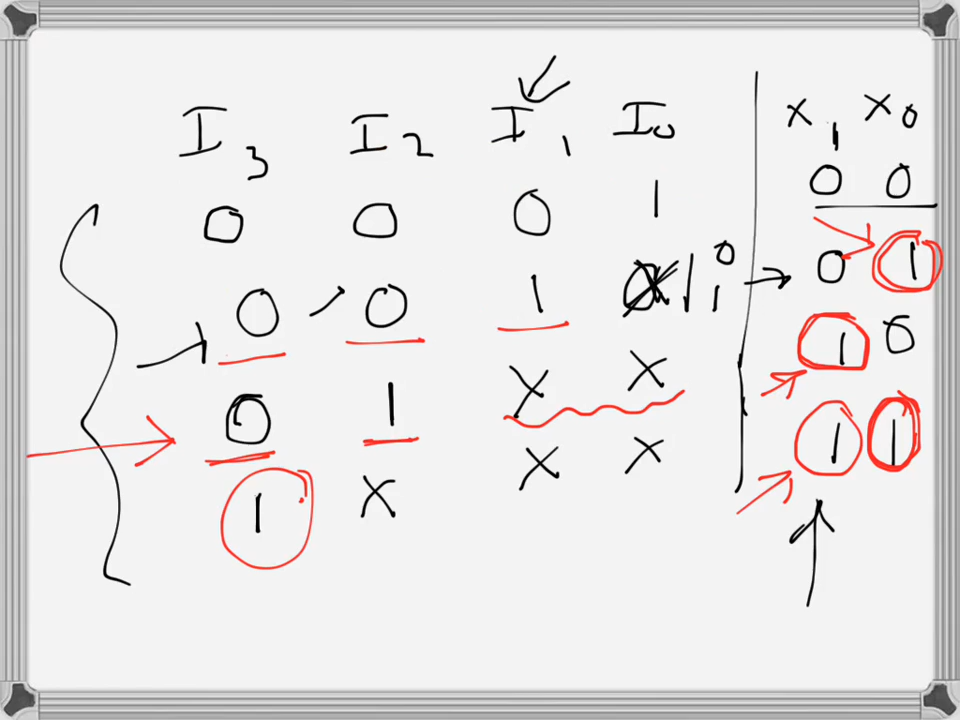 I3 I2 I1 I0 | x1 x0
0 0 0 1 | 0 0
0 0 1 X 1 0 1 | 0 1
0 1 X X | 1 0
1 X X X | 1 1